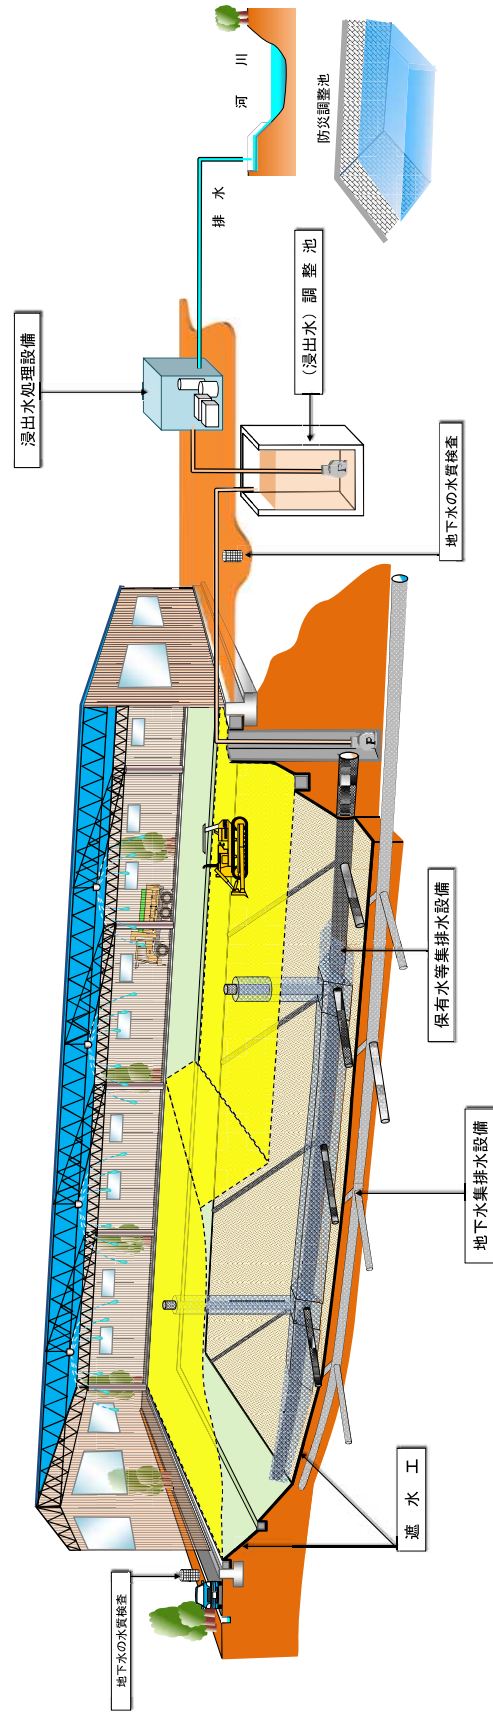 浸出水処理設備
河川
排水
防災調整池
（浸出水）調整池
地下水の水質検査
P
P
保有水等集排水設備
地下水集排水設備
遮水工
地下水の水質検査